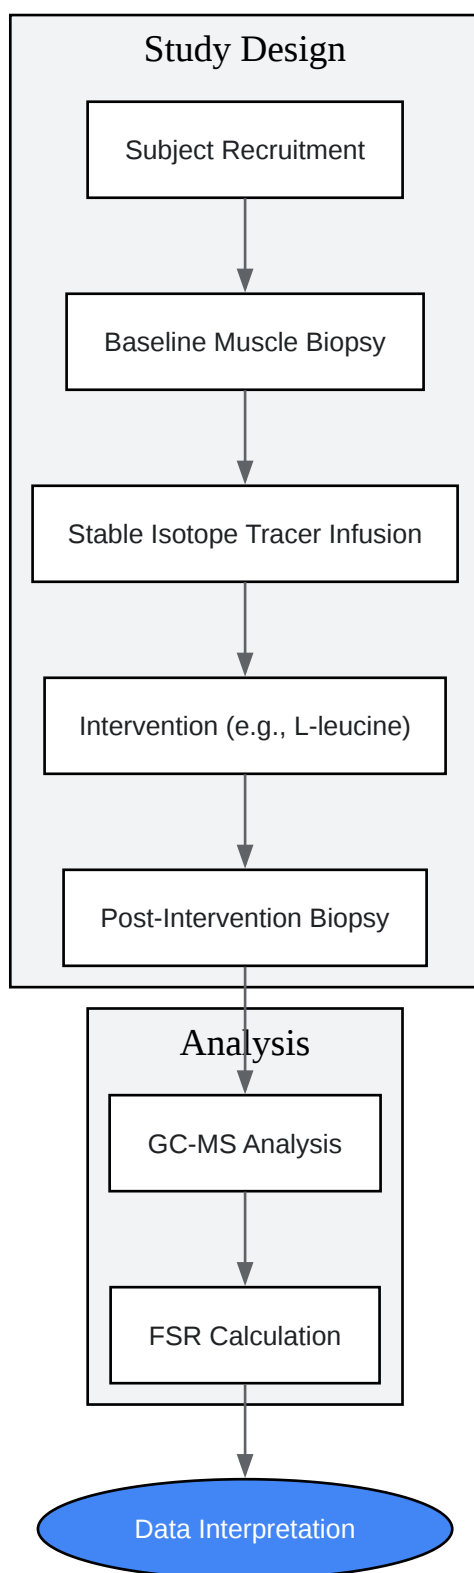 Study Design
Subject Recruitment
Baseline Muscle Biopsy
Stable Isotope Tracer Infusion
Intervention (e.g., L-leucine)
Post-Intervention Biopsy
Analysis
GC-MS Analysis
FSR Calculation
Data Interpretation